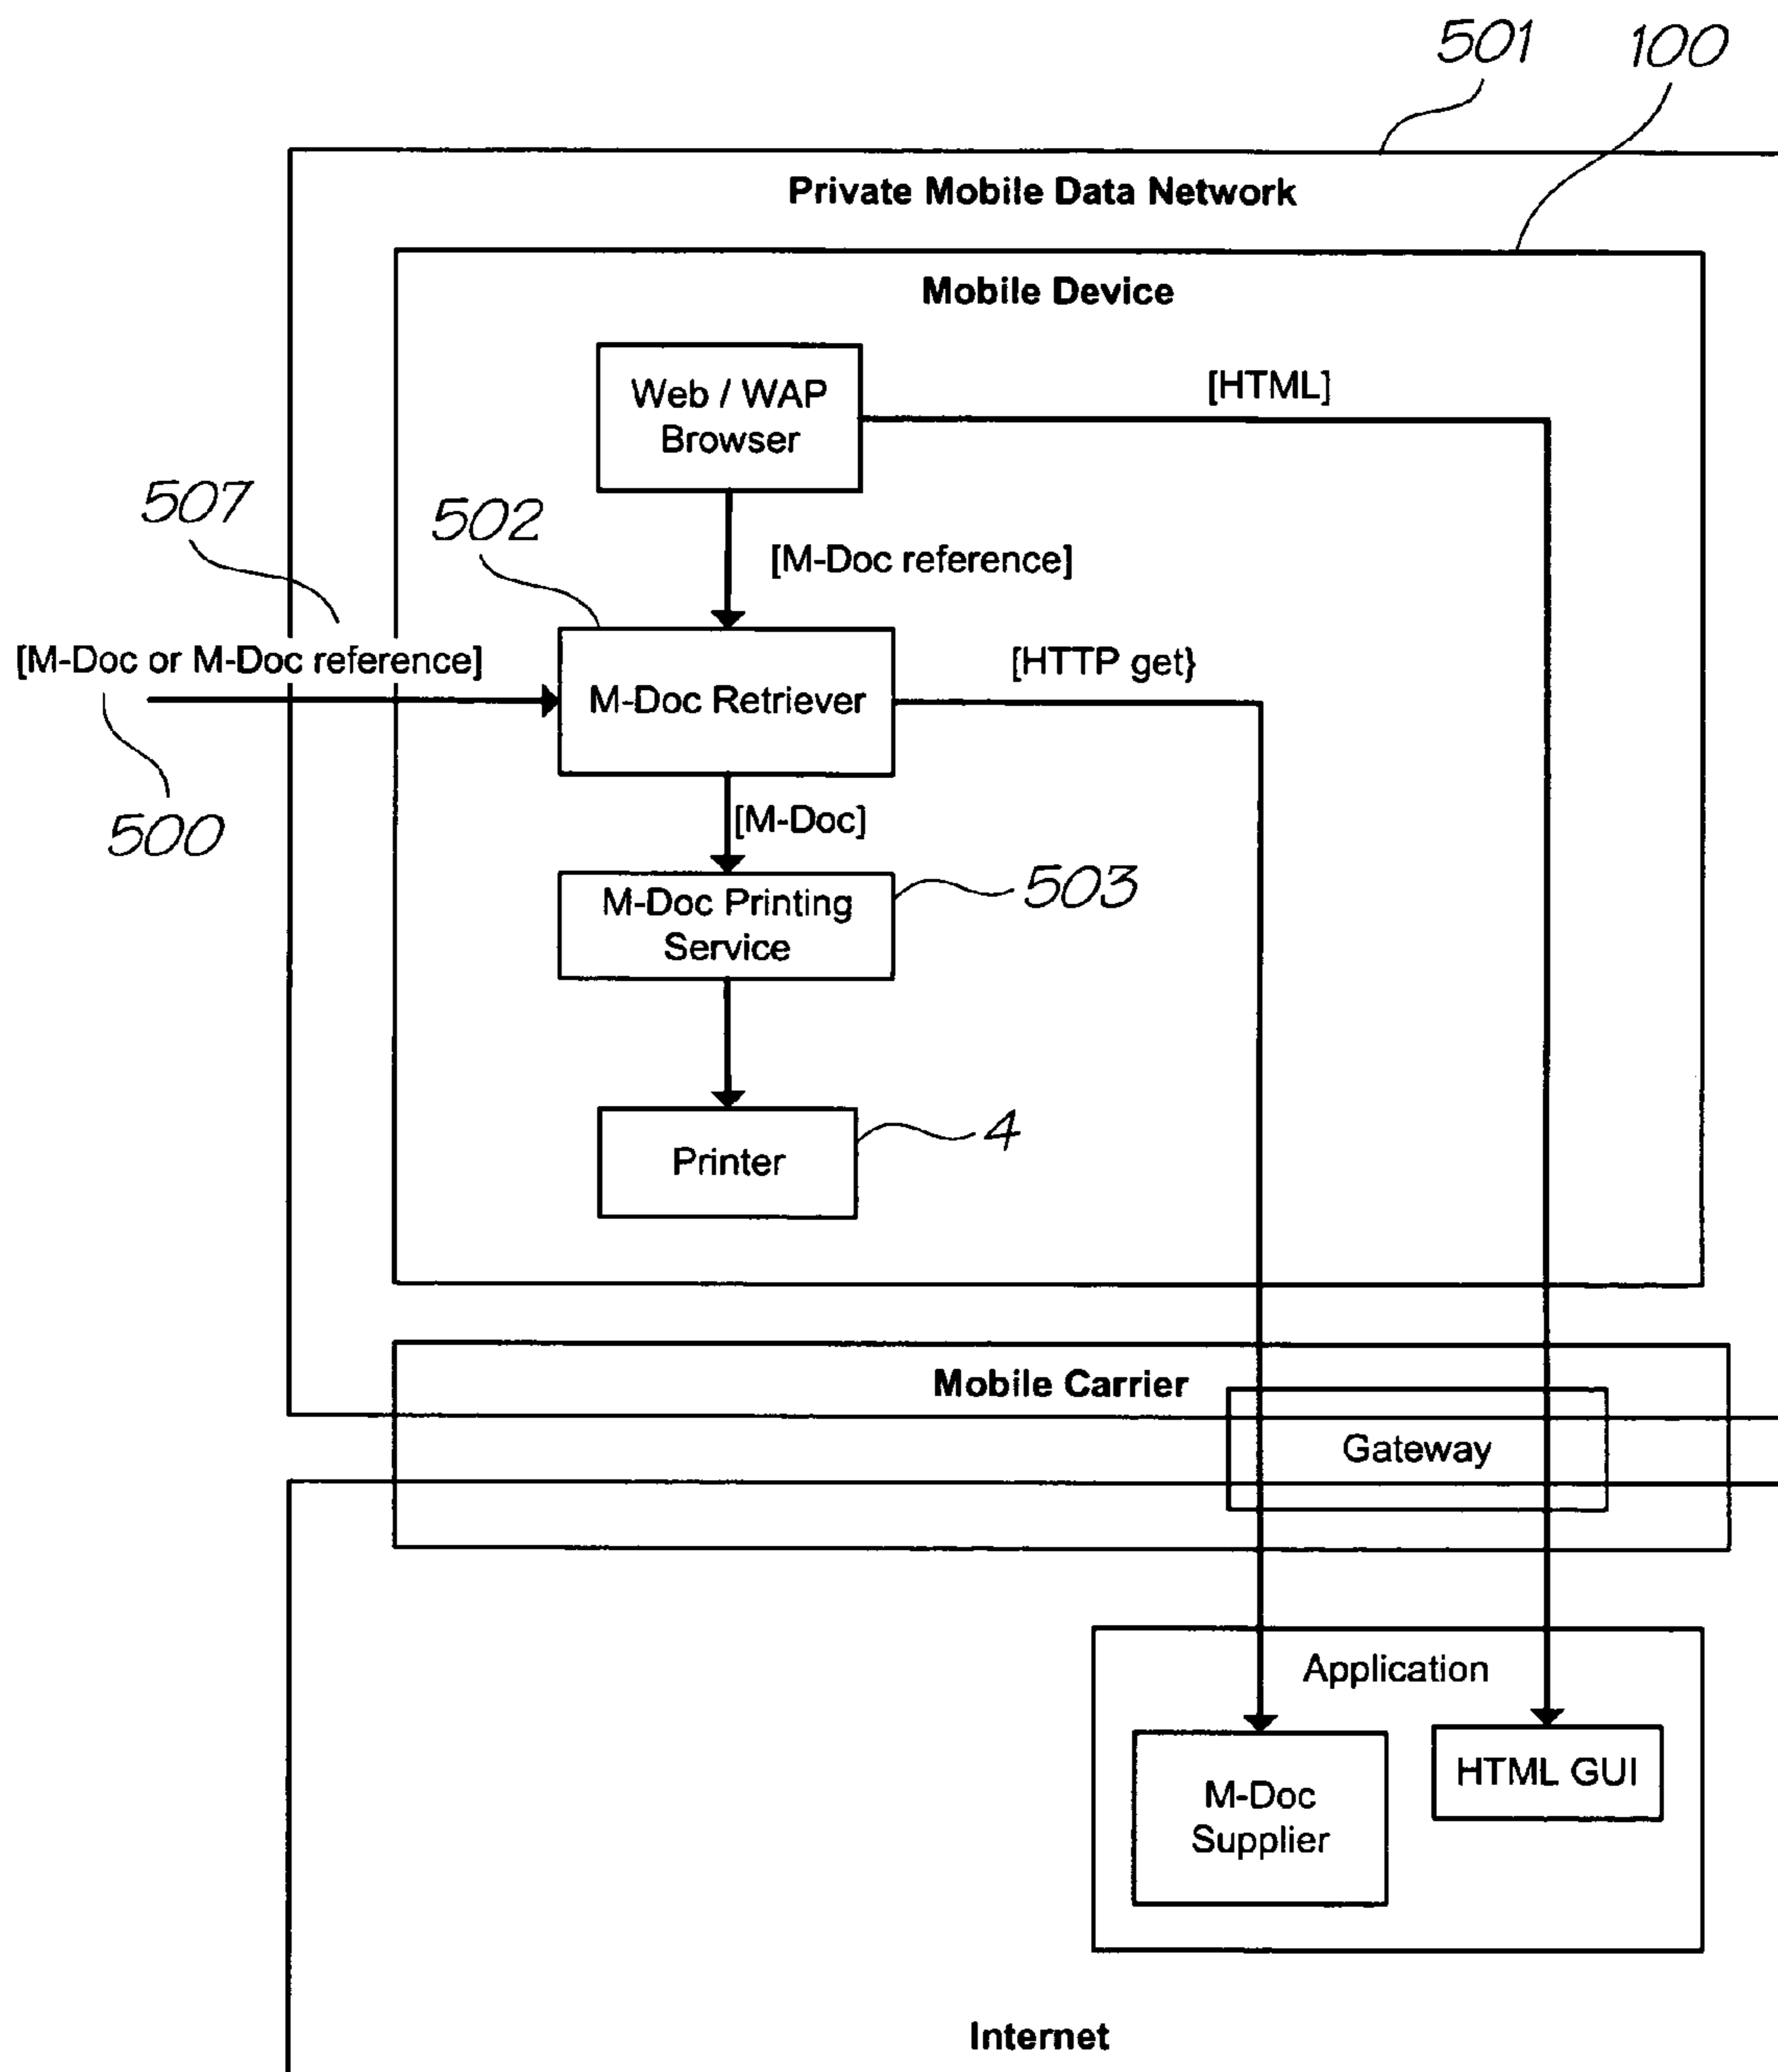 501
100
Private Mobile Data Network
Mobile Device
Web / WAP
Browser
[HTML]
507
502
[M-Doc reference]
[M-Doc or M-Doc reference]
M-Doc Retriever
[HTTP get}
500
[M-Doc]
M-Doc Printing
Service
503
Printer
4
Mobile Carrier
Gateway
Application
M-Doc
Supplier
HTML GUI
Internet